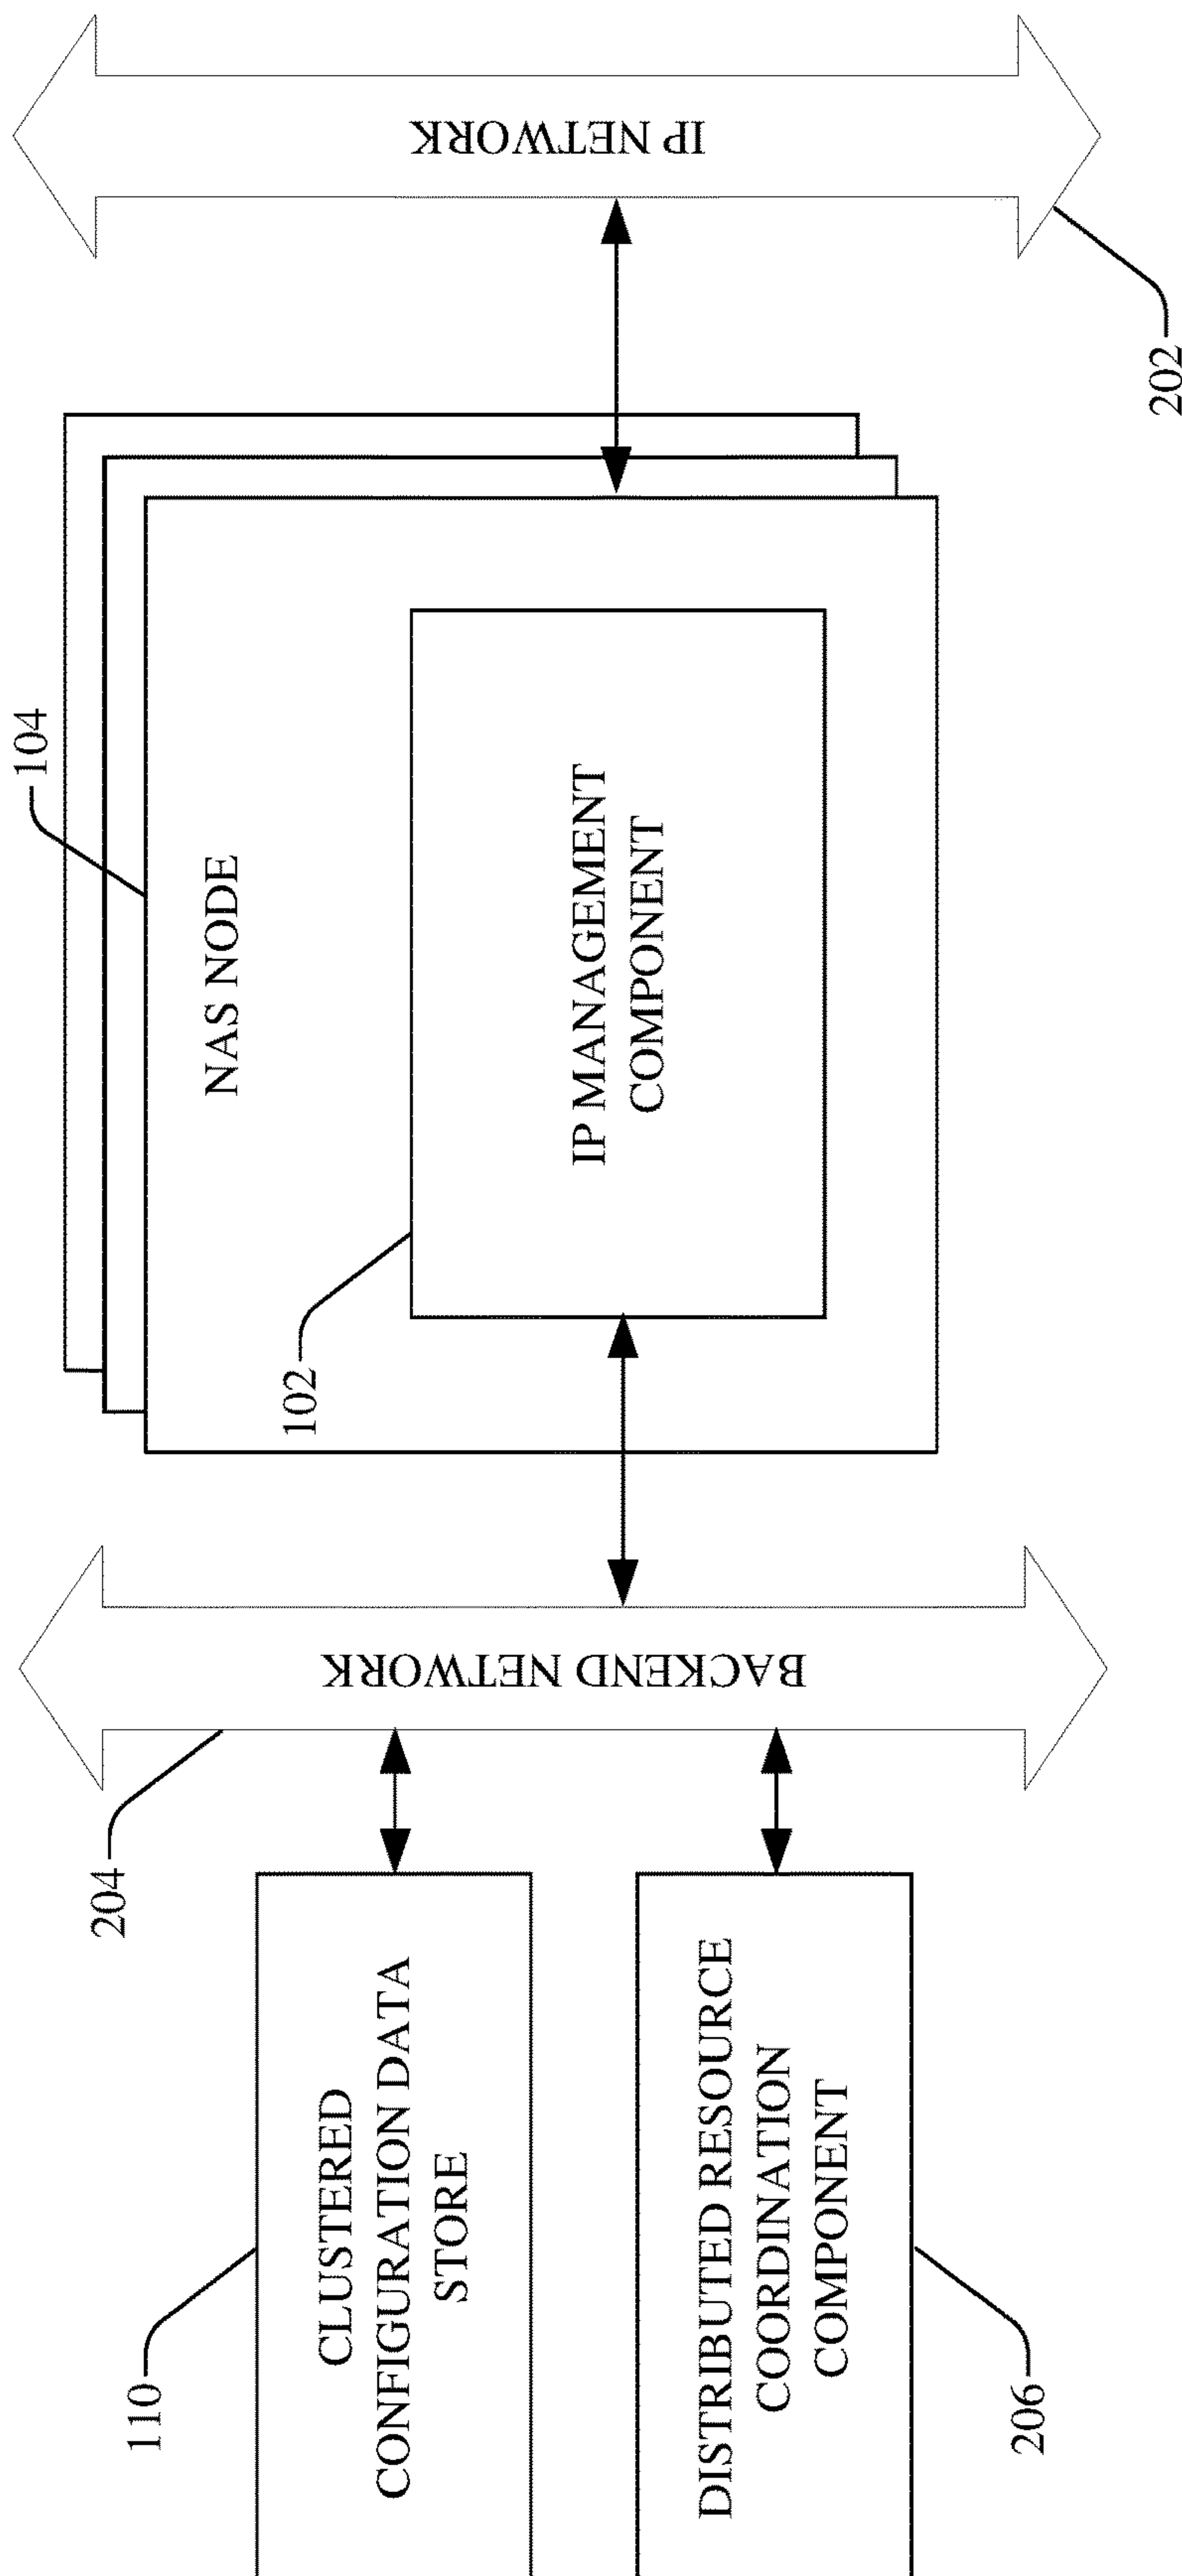 110
CLUSTERED
CONFIGURATION DATA
STORE
DISTRIBUTED RESOURCE
COORDINATION
COMPONENT
206
204
BACKEND NETWORK
104
NAS NODE
102
IP MANAGEMENT
COMPONENT
IP NETWORK
202